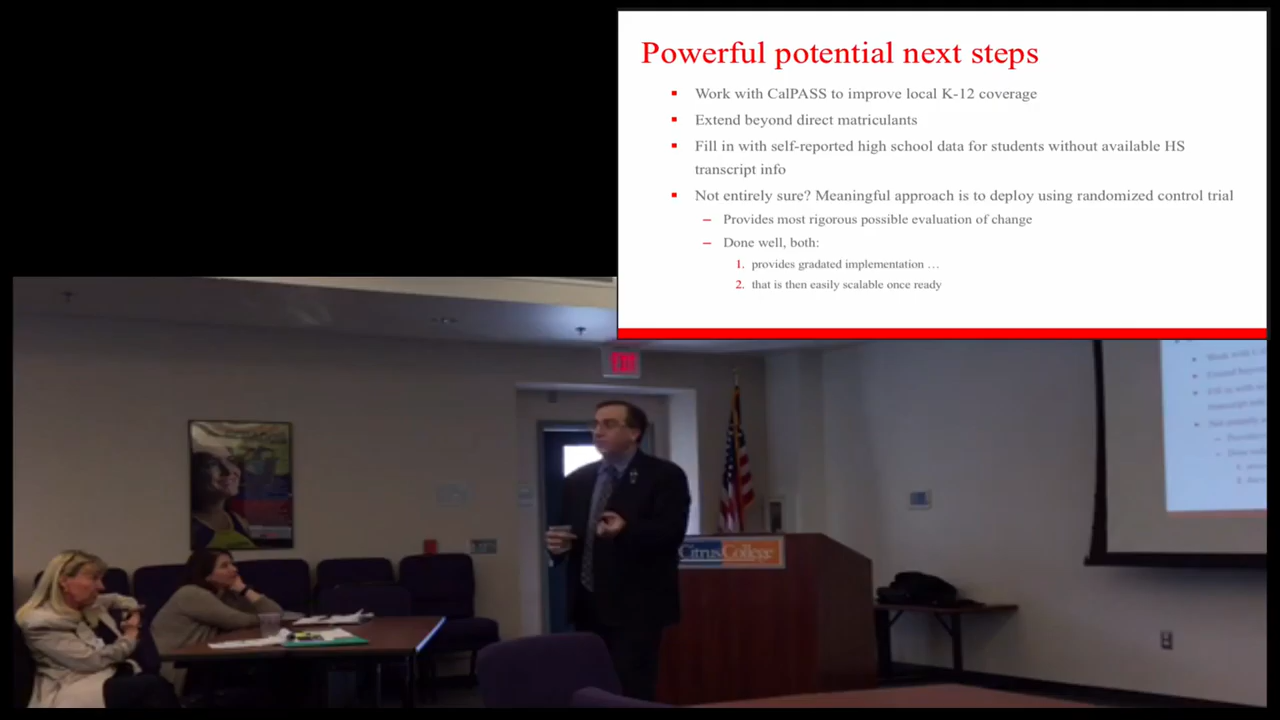 Powerful potential next steps
▪ Work with CalPASS to improve local K-12 coverage
▪ Extend beyond direct matriculants
▪ Fill in with self-reported high school data for students without available HS
transcript info
▪ Not entirely sure? Meaningful approach is to deploy using randomized control trial
– Provides most rigorous possible evaluation of change
– Done well, both:
1. provides gradated implementation …
2. that is then easily scalable once ready
EXIT
CitrusCollege